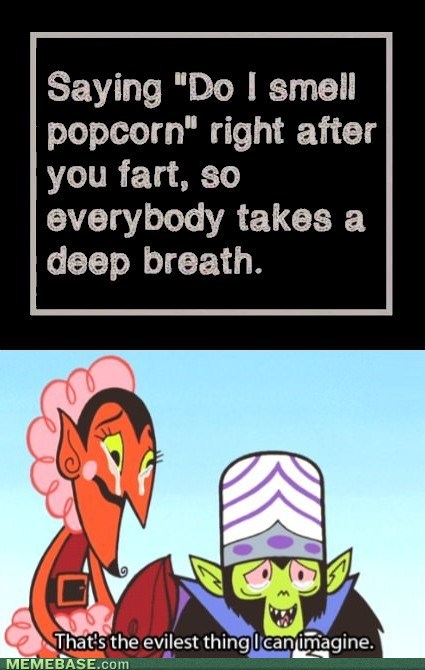 Saying "Do I smell
popcorn" right after
you fart, so
everybody takes a
deep breath.
That's the evilest thing I can imagine.
MEMEBASE.com